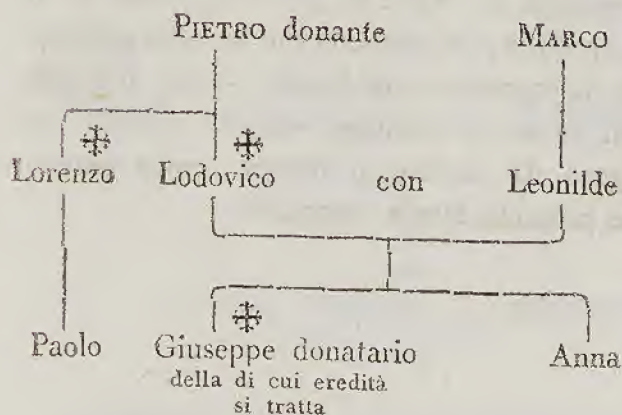 PIETRO donante MARCO
Lorenzo Lodovico con Leonilde
Paolo Giuseppe donatario Anna
della di cui eredità
si tratta